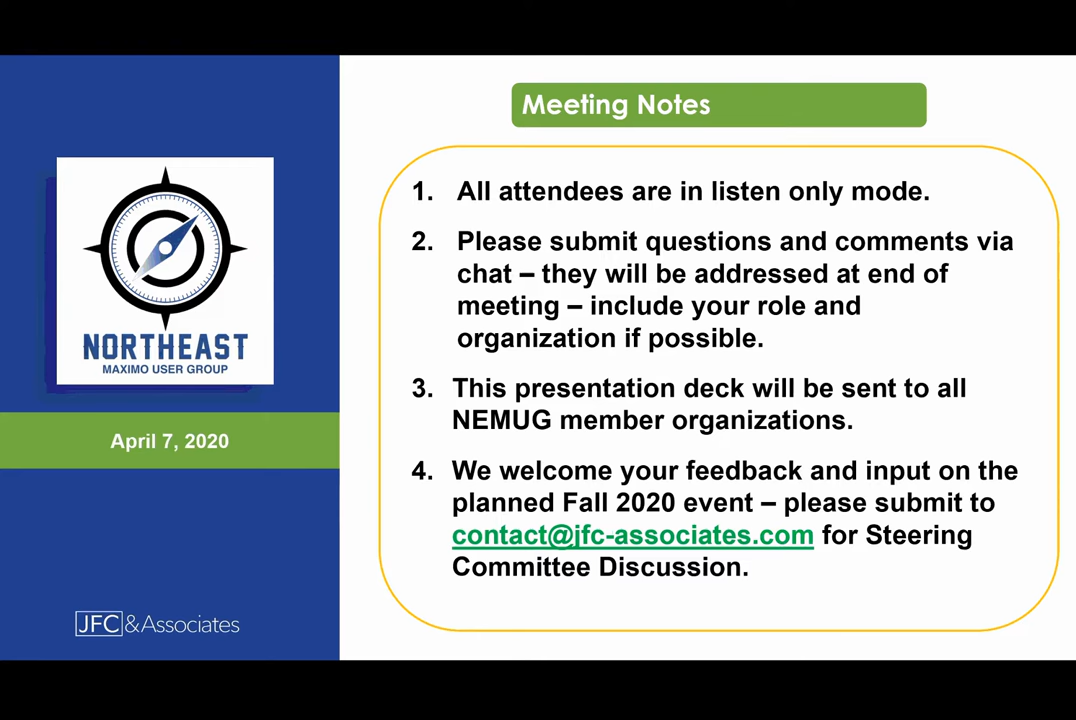 Meeting Notes
1. All attendees are in listen only mode.
2. Please submit questions and comments via
chat – they will be addressed at end of
meeting – include your role and
organization if possible.
3. This presentation deck will be sent to all
NEMUG member organizations.
4. We welcome your feedback and input on the
planned Fall 2020 event – please submit to
contact@jfc-associates.com for Steering
Committee Discussion.
NORTHEAST
MAXIMO USER GROUP
April 7, 2020
JFC&Associates